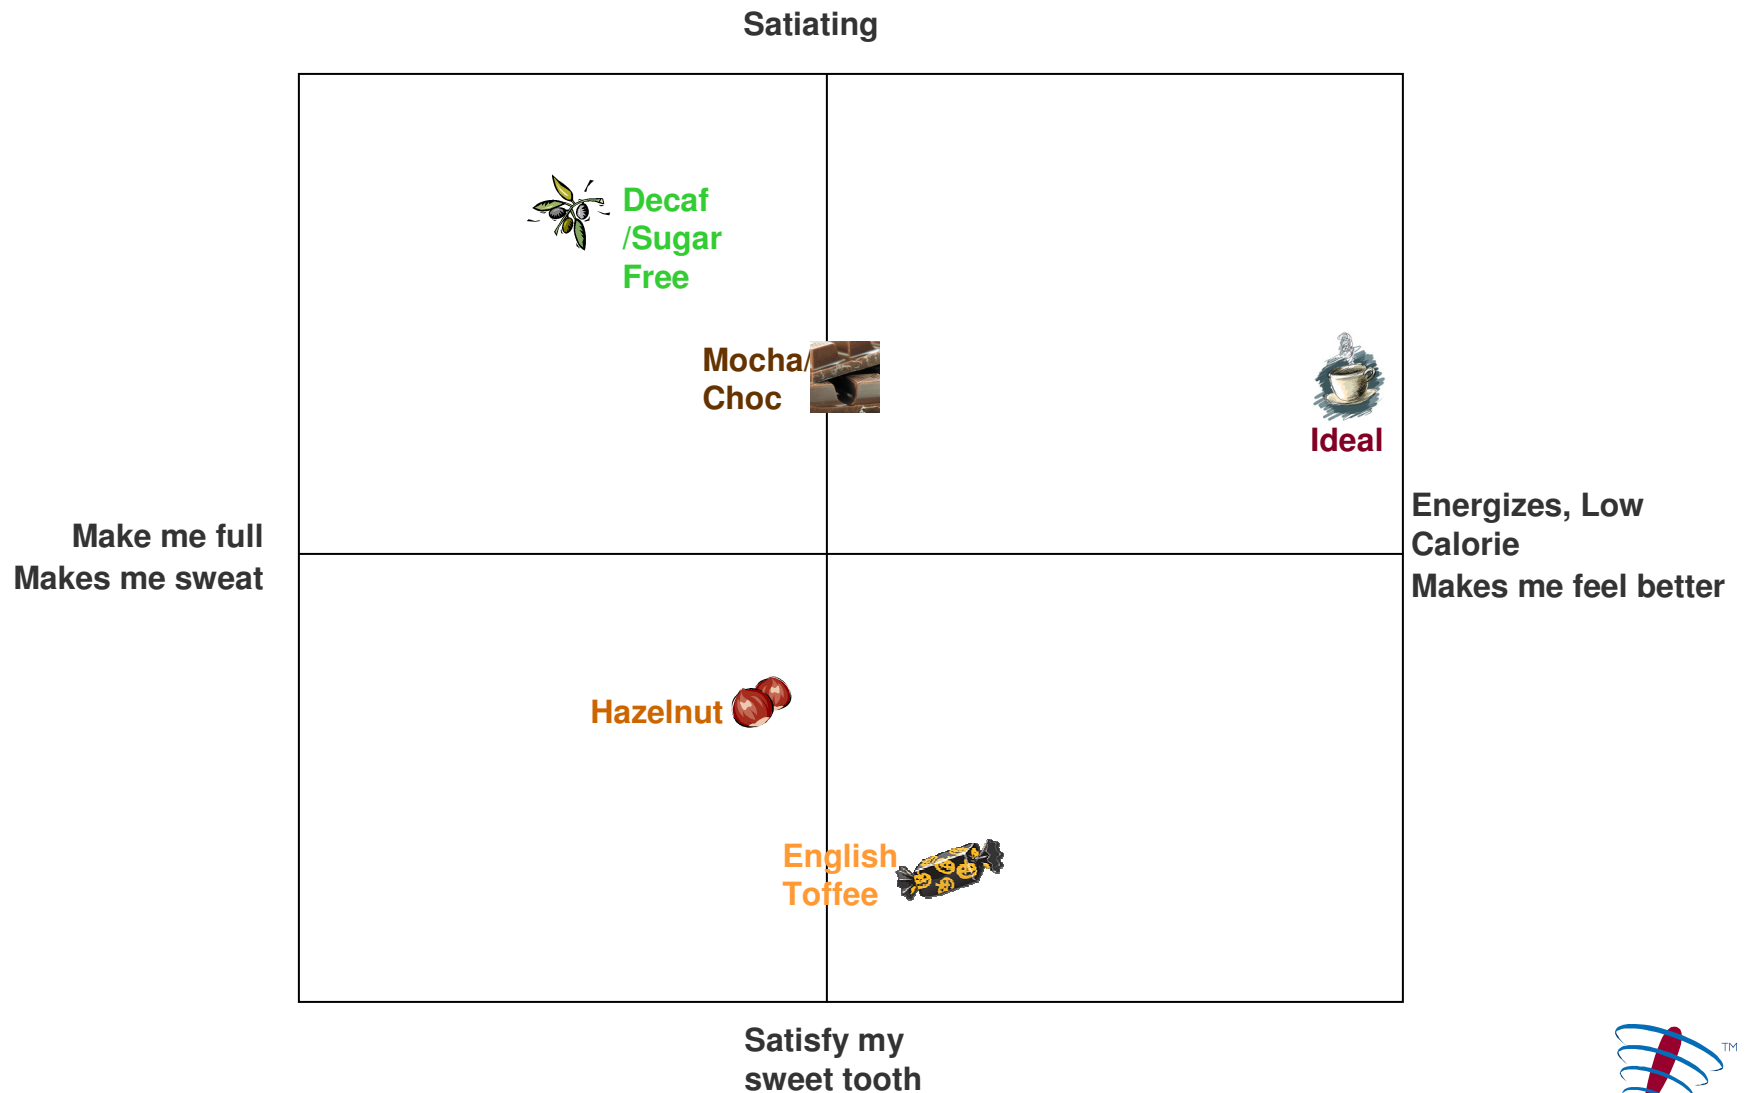 Satiating
Decaf
/Sugar
Free
Mocha/
Choc
Ideal
Make me full
Makes me sweat
Energizes, Low
Calorie
Makes me feel better
Hazelnut
English
Toffee
Satisfy my
sweet tooth
TM